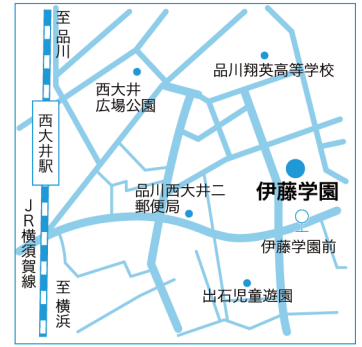 至品川
品川翔英高等学校
西大井
広場公園
西大井駅
品川西大井二
郵便局
伊藤学園
JR横須賀線
伊藤学園前
至横浜
出石児童遊園